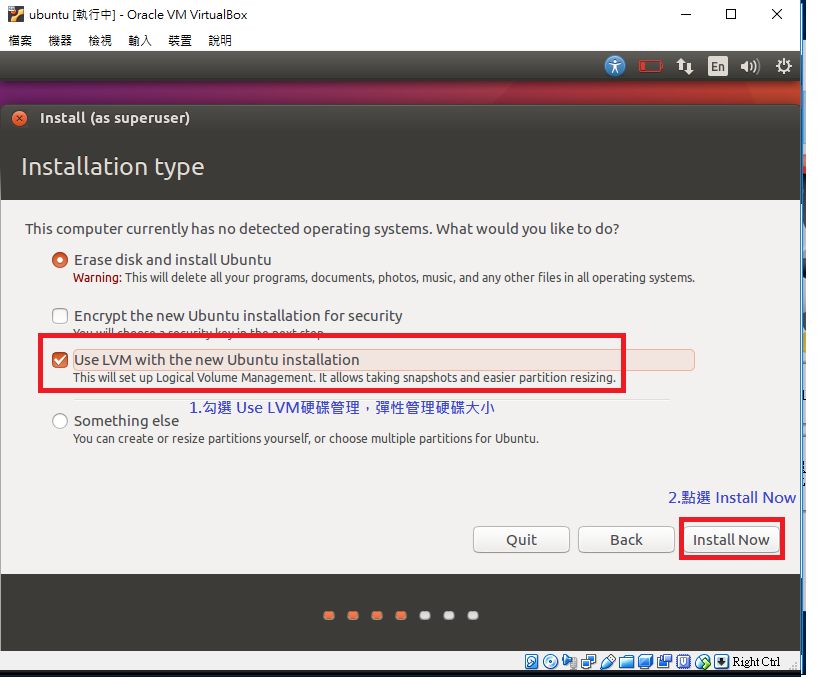 ubuntu [執行中] - Oracle VM VirtualBox
檔案 機器 檢視 輸入 裝置 說明
En
Install (as superuser)
Installation type
This computer currently has no detected operating systems. What would you like to do?
Erase disk and install Ubuntu
Warning: This will delete all your programs, documents, photos, music, and any other files in all operating systems.
Encrypt the new Ubuntu installation for security
You will choose a security key in the next step.
Use LVM with the new Ubuntu installation
This will set up Logical Volume Management. It allows taking snapshots and easier partition resizing.
1.勾選 Use LVM硬碟管理，彈性管理硬碟大小
Something else
You can create or resize partitions yourself, or choose multiple partitions for Ubuntu.
2.點選 Install Now
Quit Back Install Now
Right Ctrl